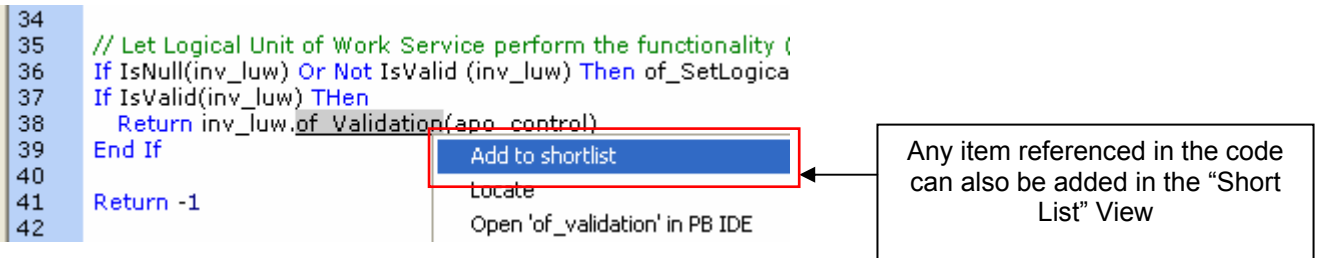 34
35 // Let Logical Unit of Work Service perform the functionality (
36 If IsNull(inv_luw) Or Not IsValid (inv_luw) Then of_SetLogica
37 If IsValid(inv_luw) THen
38 Return inv_luw.of_Validation(apo_control)
39 End If
Add to shortlist
40
Locate
41 Return -1
Open 'of_validation' in PB IDE
42
Any item referenced in the code
can also be added in the “Short
List” View